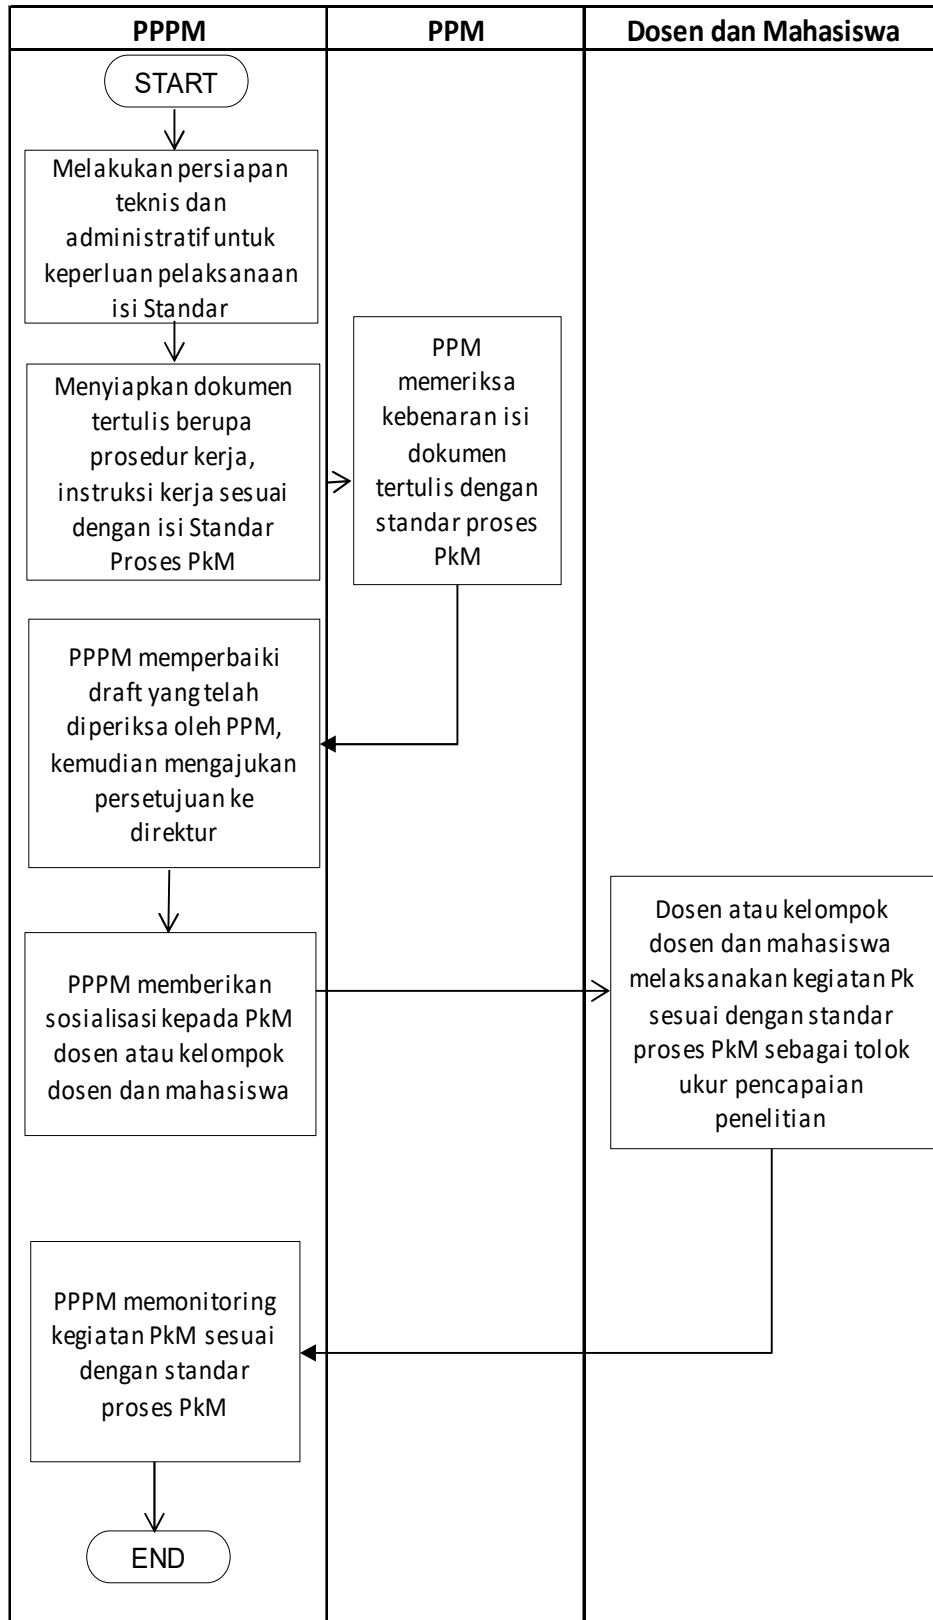 PPPM
PPM
Dosen dan Mahasiswa
START
Melakukan persiapan
teknis dan
administratif untuk
keperluan pelaksanaan
isi Standar
Menyiapkan dokumen
tertulis berupa
prosedur kerja,
instruksi kerja sesuai
dengan isi Standar
Proses PkM
PPM
memeriksa
kebenaran isi
dokumen
tertulis dengan
standar proses
PkM
PPPM memperbaiki
draft yang telah
diperiksa oleh PPM,
kemudian mengajukan
persetujuan ke
direktur
PPPM memberikan
sosialisasi kepada PkM
dosen atau kelompok
dosen dan mahasiswa
Dosen atau kelompok
dosen dan mahasiswa
melaksanakan kegiatan Pk
sesuai dengan standar
proses PkM sebagai tolok
ukur pencapaian
penelitian
PPPM memonitoring
kegiatan PkM sesuai
dengan standar
proses PkM
END